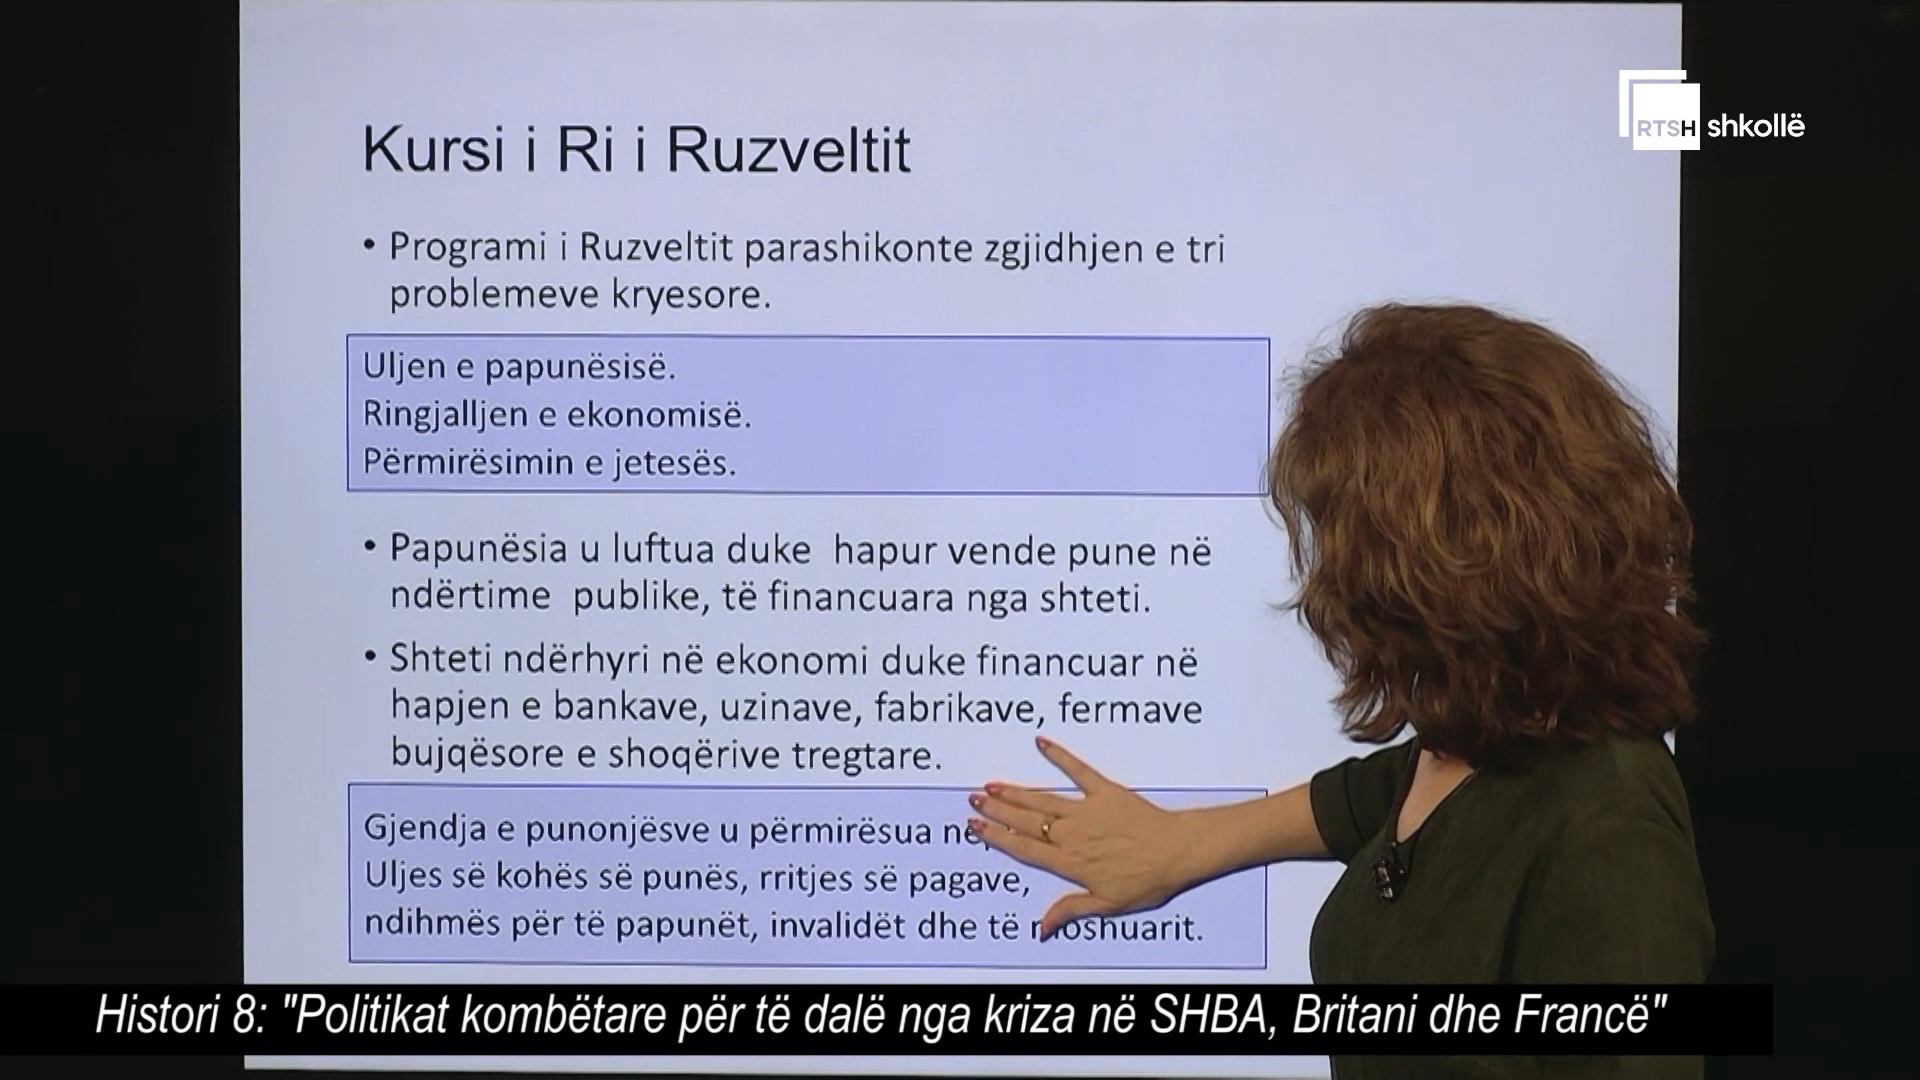 Kursi i Ri i Ruzveltit
RTSH shkollë
• Programi i Ruzveltit parashikonte zgjidhjen e tri
problemeve kryesore.
Uljen e papunësisë.
Ringjalljen e ekonomisë.
Përmirësimin e jetesës.
• Papunësia u luftua duke hapur vende pune në
ndërtime publike, të financuara nga shteti.
• Shteti ndërhyri në ekonomi duke financuar në
hapjen e bankave, uzinave, fabrikave, fermave
bujqësore e shoqërive tregtare.
Gjendja e punonjësve u përmirësua
Uljes së kohës së punës, rritjes së pagave,
ndihmës për të papunët, invalidët dhe të moshuarit.
Histori 8: "Politikat kombëtare për të dalë nga kriza në SHBA, Britani dhe Francë"